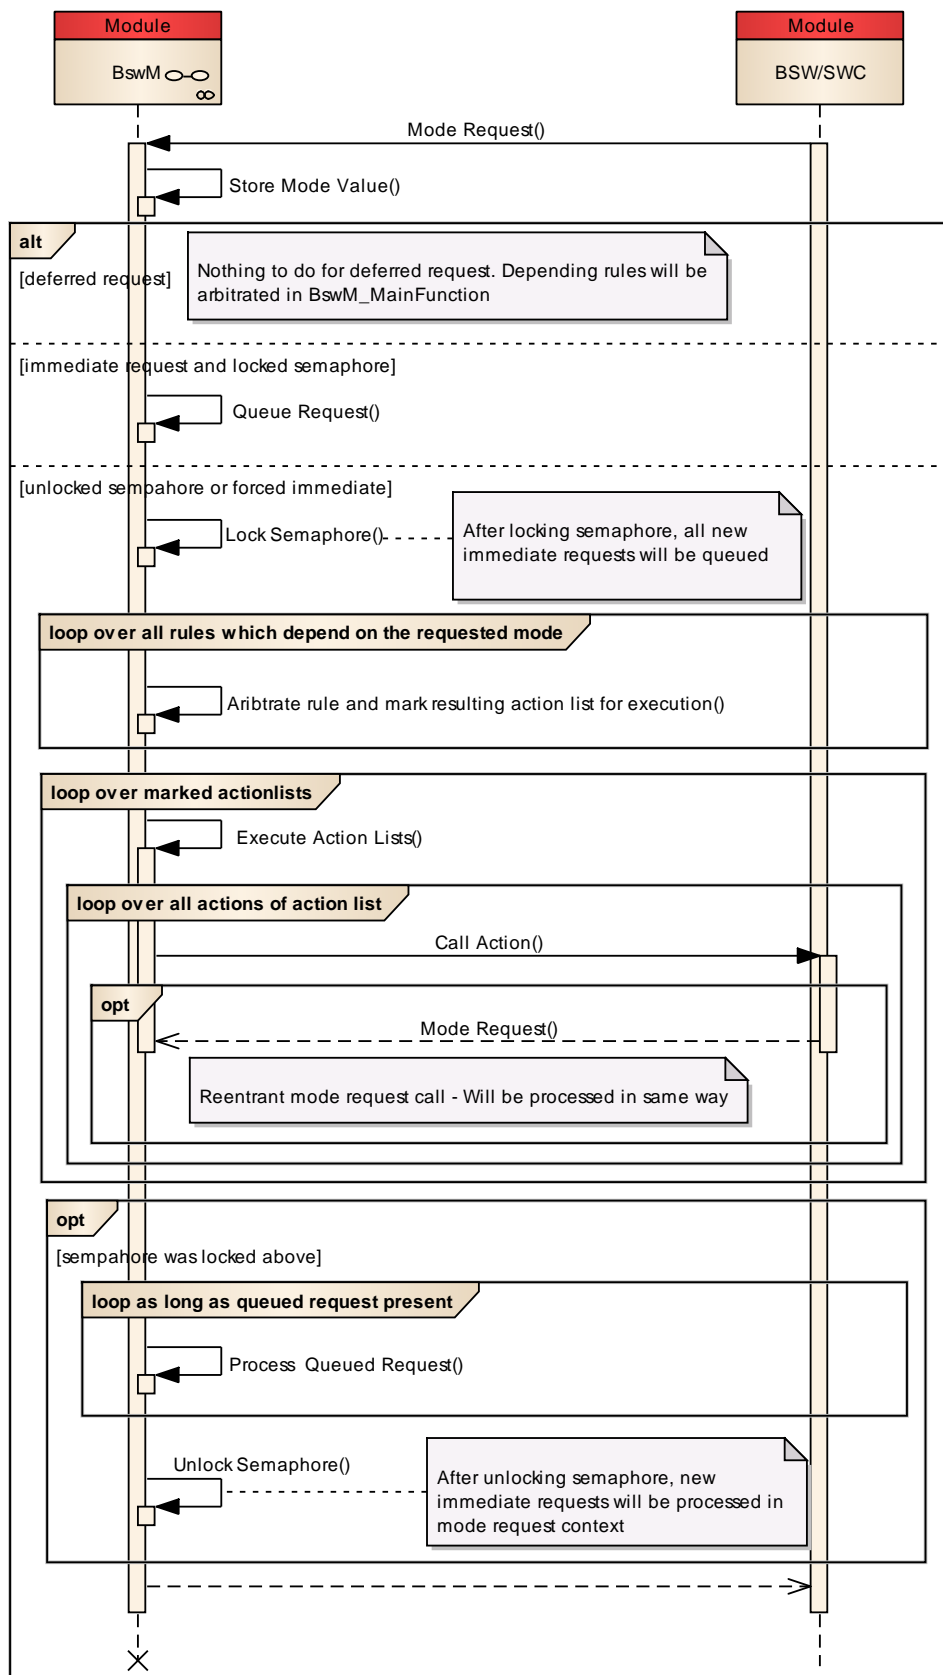 Module
Module
BswM
BSW/SWC
Mode Request()
Store Mode Value()
alt
[deferred request]
Nothing to do for deferred request. Depending rules will be
arbitrated in BswM_MainFunction
[immediate request and locked semaphore]
Queue Request()
[unlocked sempahore or forced immediate]
Lock Semaphore()
After locking semaphore, all new
immediate requests will be queued
loop over all rules which depend on the requested mode
Aribtrate rule and mark resulting action list for execution()
loop over marked actionlists
Execute Action Lists()
loop over all actions of action list
Call Action()
opt
Mode Request()
Reentrant mode request call - Will be processed in same way
opt
[sempahore was locked above]
loop as long as queued request present
Process Queued Request()
Unlock Semaphore()
After unlocking semaphore, new
immediate requests will be processed in
mode request context